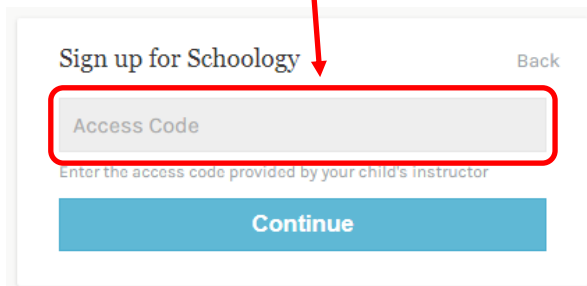 Sign up for Schoology Back
Access Code
Enter the access code provided by your child's instructor
Continue